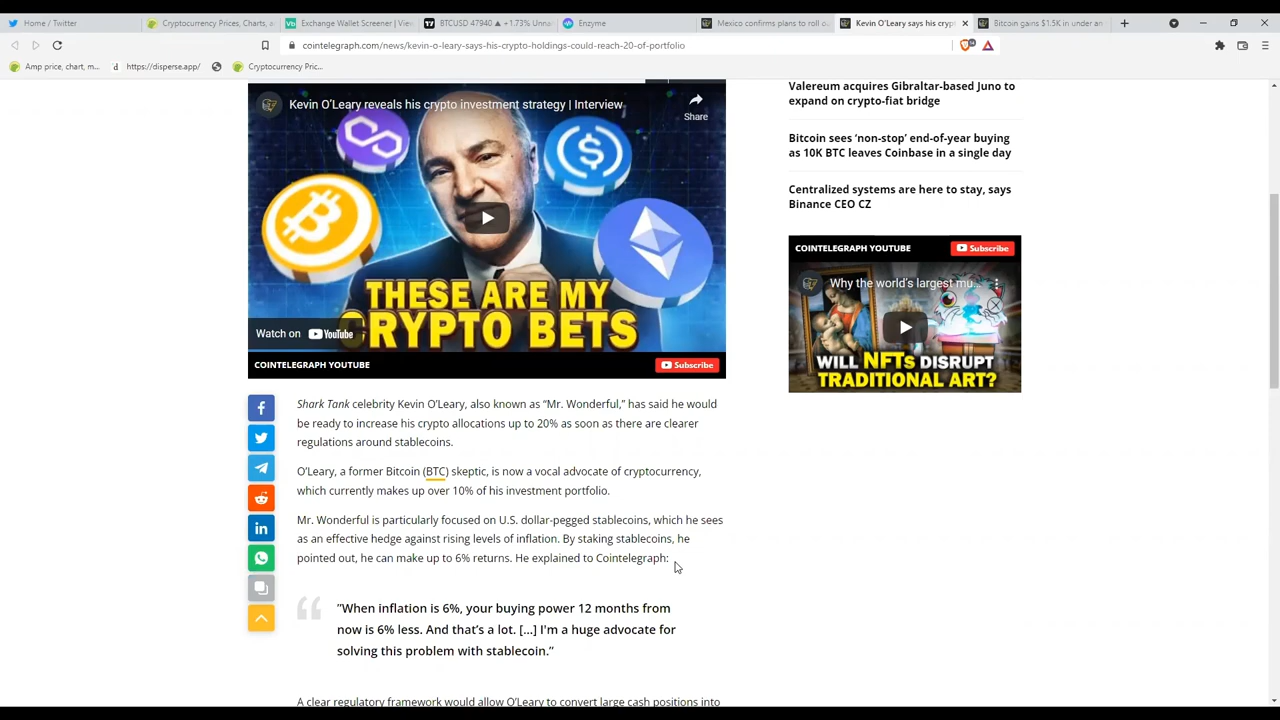 Home / Twitter
Cryptocurrency Prices, Charts, a
Exchange Wallet Screener | View
BTCUSD 47940 ▲ +1.73% Unna
Enzyme
Mexico confirms plans to roll ou
Kevin O'Leary says his crypt
Bitcoin gains $1.5K in under an
cointelegraph.com/news/kevin-o-leary-says-his-crypto-holdings-could-reach-20-of-portfolio
Amp price, chart, m...
https://disperse.app/
Cryptocurrency Pric...
Kevin O'Leary reveals his crypto investment strategy | Interview
Share
THESE ARE MY
CRYPTO BETS
Watch on YouTube
COINTELEGRAPH YOUTUBE
Subscribe
Shark Tank celebrity Kevin O'Leary, also known as "Mr. Wonderful," has said he would
be ready to increase his crypto allocations up to 20% as soon as there are clearer
regulations around stablecoins.
O'Leary, a former Bitcoin (BTC) skeptic, is now a vocal advocate of cryptocurrency,
which currently makes up over 10% of his investment portfolio.
Mr. Wonderful is particularly focused on U.S. dollar-pegged stablecoins, which he sees
as an effective hedge against rising levels of inflation. By staking stablecoins, he
pointed out, he can make up to 6% returns. He explained to Cointelegraph:
"When inflation is 6%, your buying power 12 months from
now is 6% less. And that's a lot. [...] I'm a huge advocate for
solving this problem with stablecoin."
A clear regulatory framework would allow O'Leary to convert large cash positions into
Valereum acquires Gibraltar-based Juno to
expand on crypto-fiat bridge
Bitcoin sees 'non-stop' end-of-year buying
as 10K BTC leaves Coinbase in a single day
Centralized systems are here to stay, says
Binance CEO CZ
COINTELEGRAPH YOUTUBE
Subscribe
Why the world's largest mu...
WILL NFTs DISRUPT
TRADITIONAL ART?